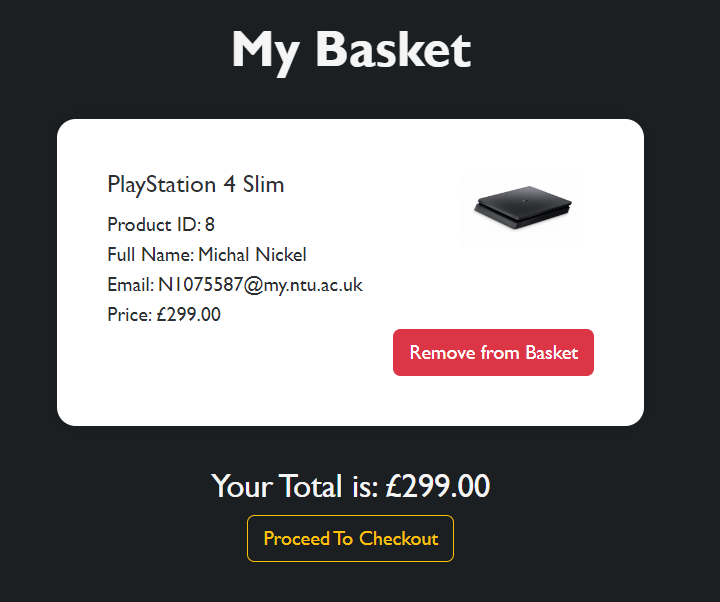 My Basket
PlayStation 4 Slim
Product ID: 8
Full Name: Michal Nickel
Email: N1075587@my.ntu.ac.uk
Price: £299.00
Remove from Basket
Your Total is: £299.00
Proceed To Checkout